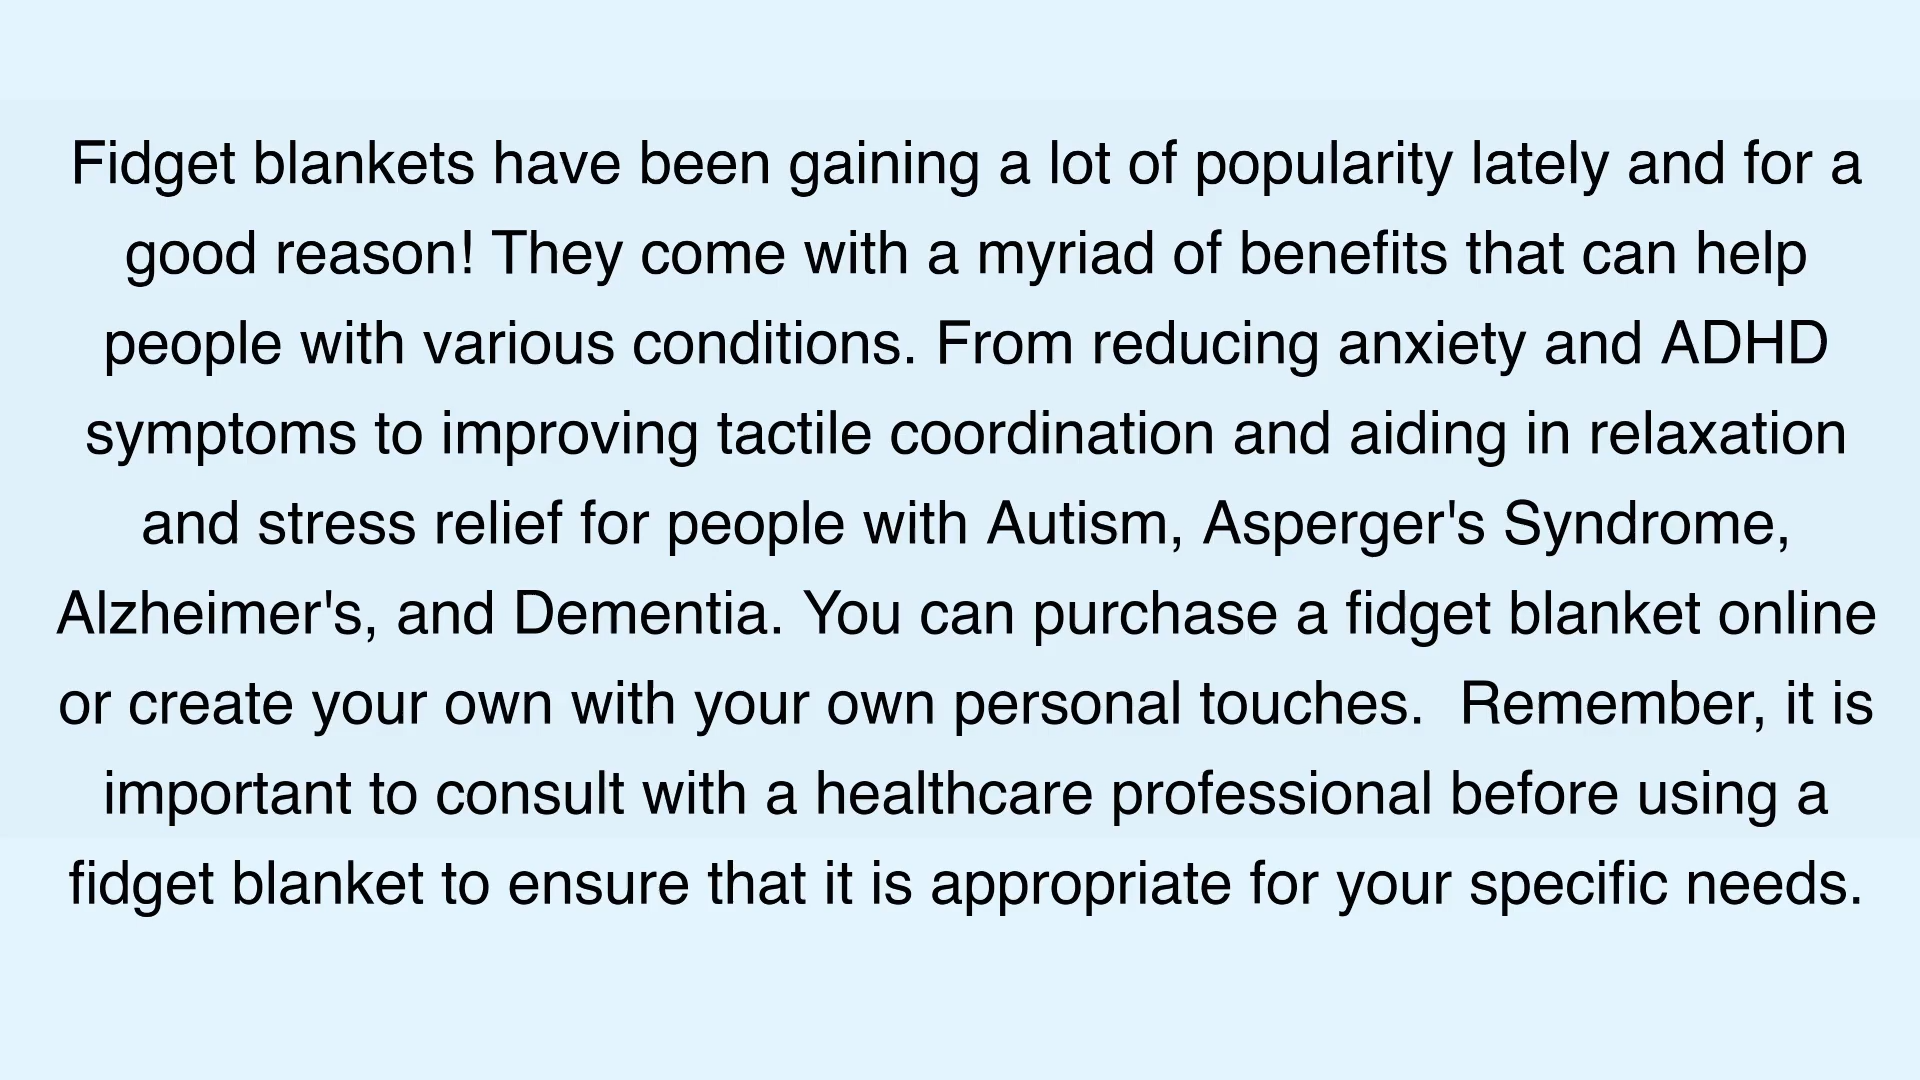 Fidget blankets have been gaining a lot of popularity lately and for a
good reason! They come with a myriad of benefits that can help
people with various conditions. From reducing anxiety and ADHD
symptoms to improving tactile coordination and aiding in relaxation
and stress relief for people with Autism, Asperger's Syndrome,
Alzheimer's, and Dementia. You can purchase a fidget blanket online
or create your own with your own personal touches.  Remember, it is
important to consult with a healthcare professional before using a
fidget blanket to ensure that it is appropriate for your specific needs.